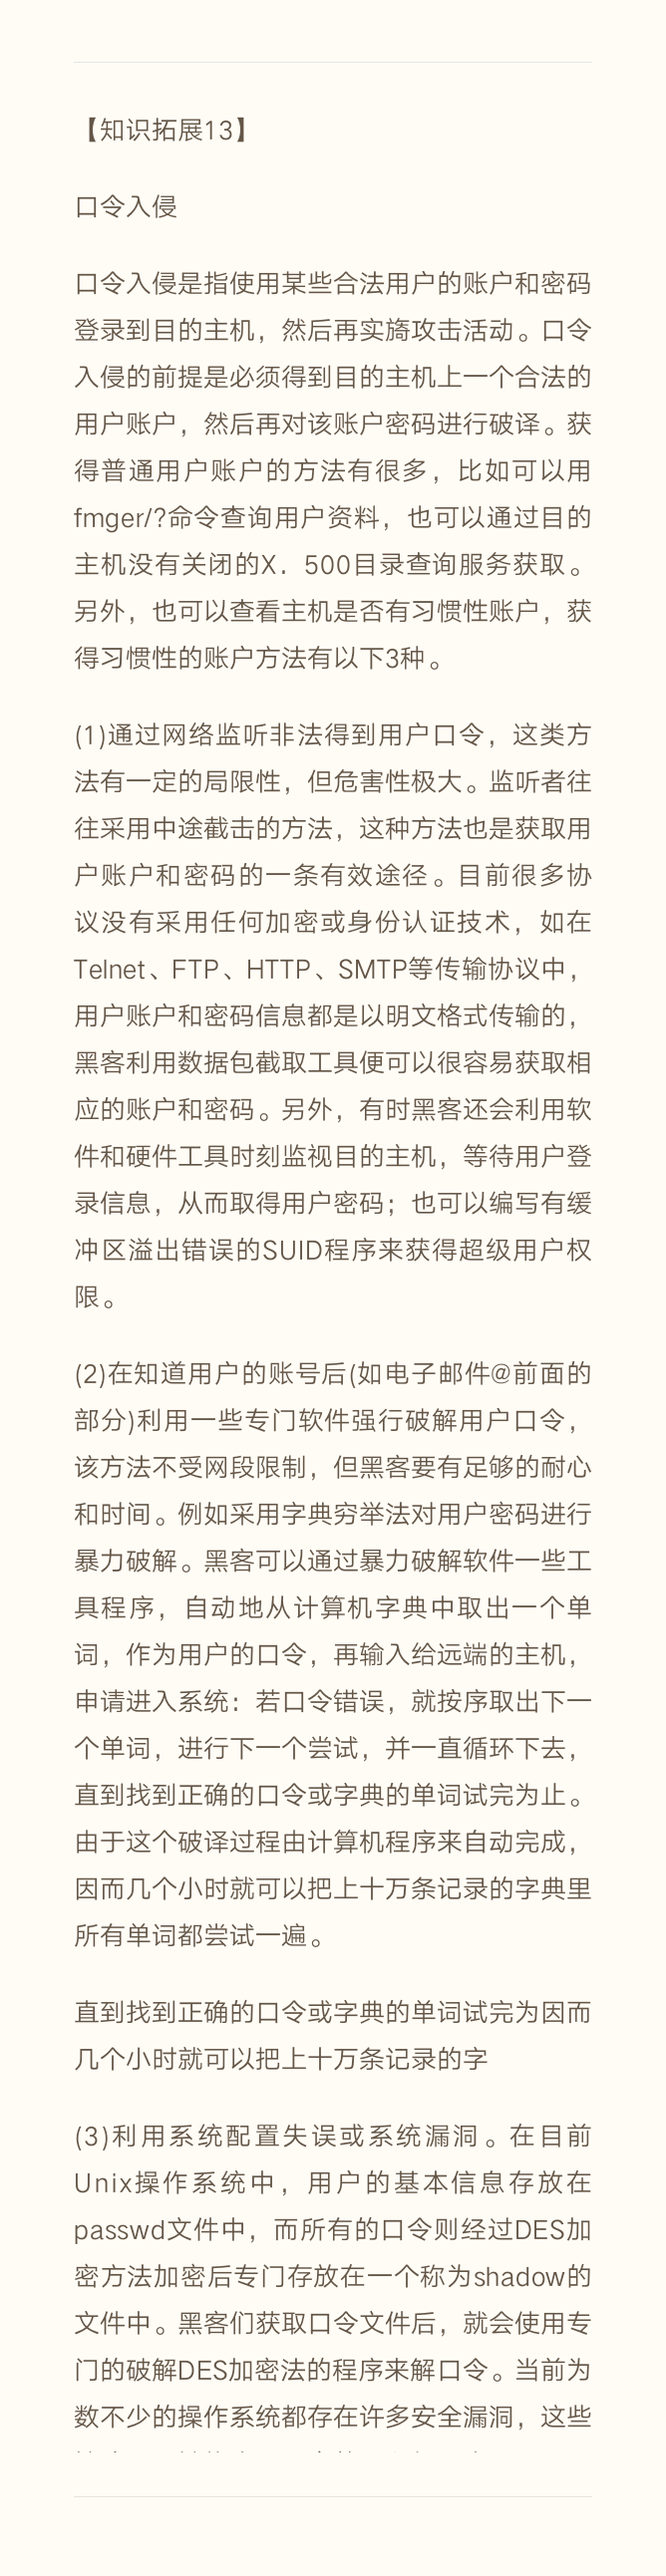 【知识拓展13】
口令入侵
口令入侵是指使用某些合法用户的账户和密码
登录到目的主机，然后再实旖攻击活动。口令
入侵的前提是必须得到目的主机上一个合法的
用户账户，然后再对该账户密码进行破译。获
得普通用户账户的方法有很多，比如可以用
fmger/?命令查询用户资料，也可以通过目的
主机没有关闭的X．500目录查询服务获取。
另外，也可以查看主机是否有习惯性账户，获
得习惯性的账户方法有以下3种。
(1)通过网络监听非法得到用户口令，这类方
法有一定的局限性，但危害性极大。监听者往
往采用中途截击的方法，这种方法也是获取用
户账户和密码的一条有效途径。目前很多协
议没有采用任何加密或身份认证技术，如在
Telnet、FTP、HTTP、SMTP等传输协议中，
用户账户和密码信息都是以明文格式传输的，
黑客利用数据包截取工具便可以很容易获取相
应的账户和密码。另外，有时黑客还会利用软
件和硬件工具时刻监视目的主机，等待用户登
录信息，从而取得用户密码；也可以编写有缓
冲区溢出错误的SUID程序来获得超级用户权
限。
(2)在知道用户的账号后(如电子邮件@前面的
部分)利用一些专门软件强行破解用户口令，
该方法不受网段限制，但黑客要有足够的耐心
和时间。例如采用字典穷举法对用户密码进行
暴力破解。黑客可以通过暴力破解软件一些工
具程序，自动地从计算机字典中取出一个单
词，作为用户的口令，再输入给远端的主机，
申请进入系统：若口令错误，就按序取出下一
个单词，进行下一个尝试，并一直循环下去，
直到找到正确的口令或字典的单词试完为止。
由于这个破译过程由计算机程序来自动完成，
因而几个小时就可以把上十万条记录的字典里
所有单词都尝试一遍。
直到找到正确的口令或字典的单词试完为因而
几个小时就可以把上十万条记录的字
(3)利用系统配置失误或系统漏洞。在目前
Unix操作系统中，用户的基本信息存放在
passwd文件中，而所有的口令则经过DES加
密方法加密后专门存放在一个称为shadow的
文件中。黑客们获取口令文件后，就会使用专
门的破解DES加密法的程序来解口令。当前为
数不少的操作系统都存在许多安全漏洞，这些